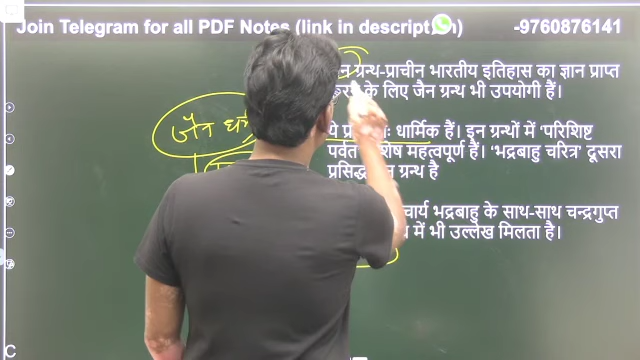 Join Telegram for all PDF Notes (link in descript n) -9760876141
ग्रन्थ-प्राचीन भारतीय इतिहास का ज्ञान प्राप्त
के लिए जैन ग्रन्थ भी उपयोगी हैं।
जैन
ये धार्मिक हैं। इन ग्रन्थों में 'परिशिष्ट
पर्वत महत्वपूर्ण हैं। 'भद्रबाहु चरित्र' दूसरा
प्रसिद्ध ग्रन्थ है
भद्रबाहु के साथ-साथ चन्द्रगुप्त
में भी उल्लेख मिलता है।
C